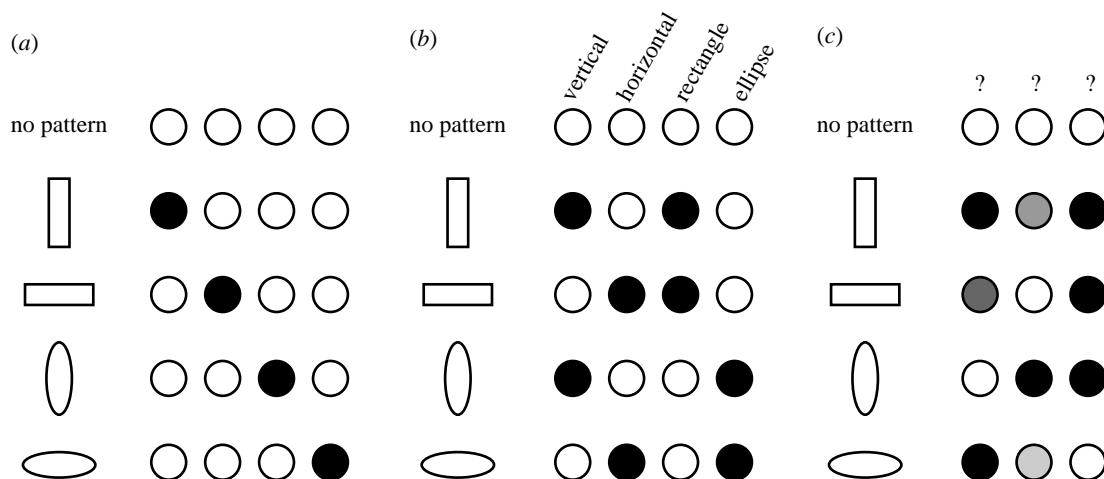 (a)
no pattern
(b)
vertical
horizontal
rectangle
ellipse
no pattern
(c)
? ? ?
no pattern